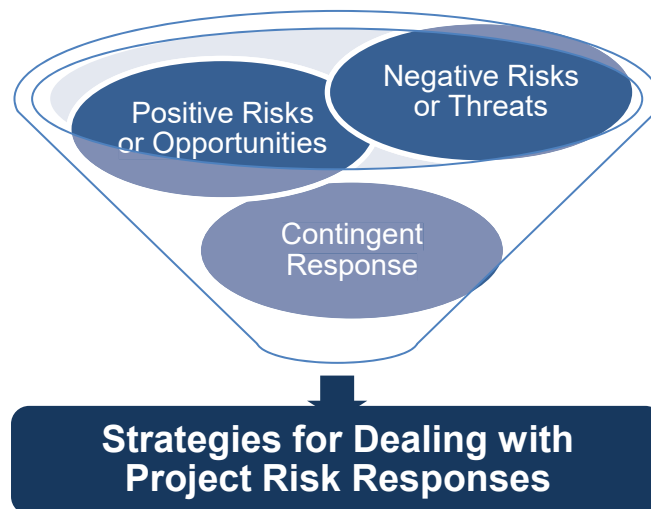 Positive Risks
or Opportunities
Negative Risks
or Threats
Contingent
Response
Strategies for Dealing with
Project Risk Responses